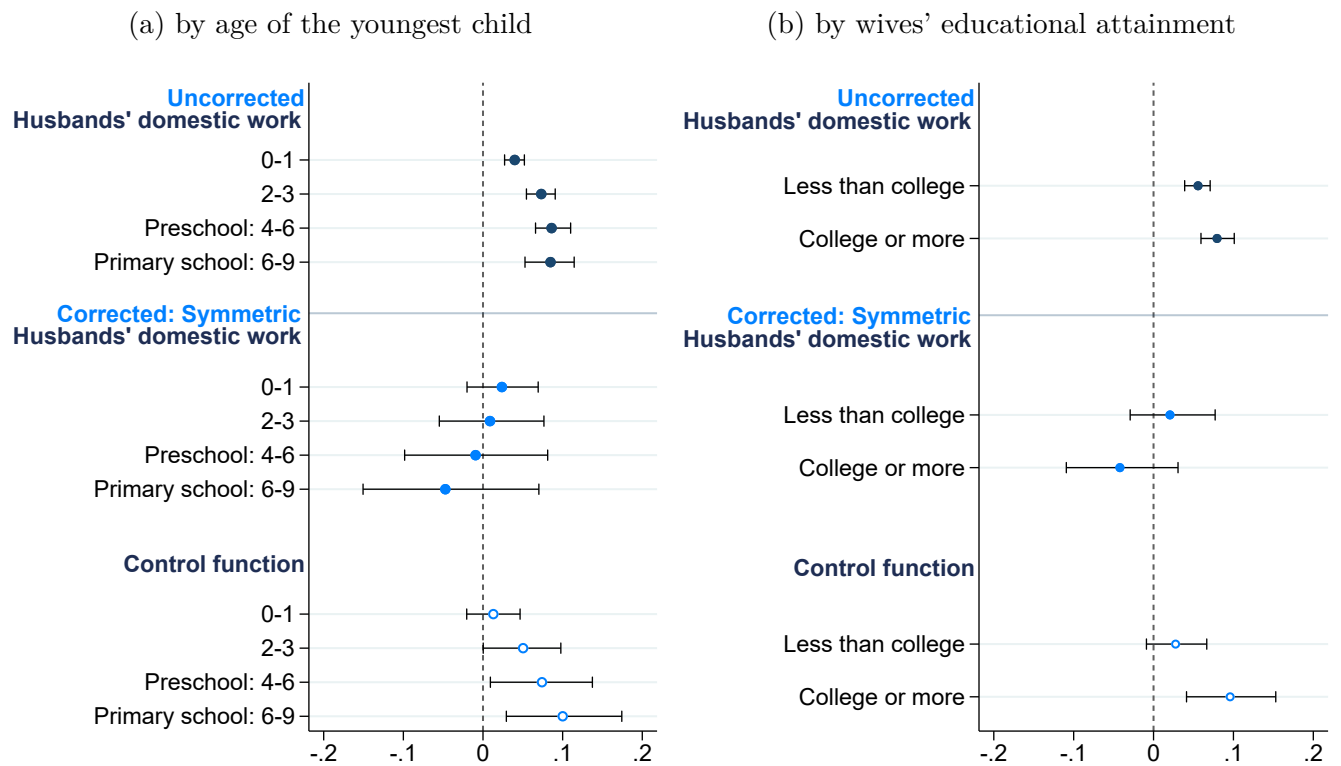 (a) by age of the youngest child
Uncorrected
Husbands' domestic work
0-1
2-3
Preschool: 4-6
Primary school: 6-9
Corrected: Symmetric
Husbands' domestic work
0-1
2-3
Preschool: 4-6
Primary school: 6-9
Control function
0-1
2-3
Preschool: 4-6
Primary school: 6-9
-.2 -.1 0 .1 .2
(b) by wives' educational attainment
Uncorrected
Husbands' domestic work
Less than college
College or more
Corrected: Symmetric
Husbands' domestic work
Less than college
College or more
Control function
Less than college
College or more
-.2 -.1 0 .1 .2